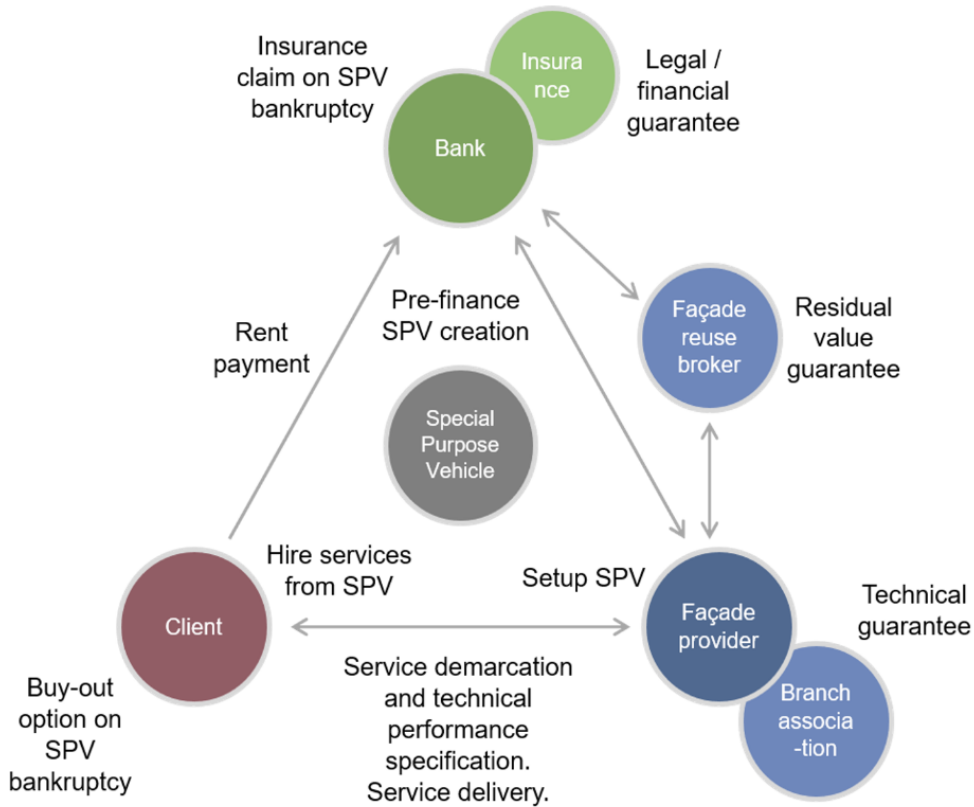 Insurance
claim on SPV
bankruptcy
Insura
nce
Legal /
financial
guarantee
Bank
Pre-finance
SPV creation
Rent
payment
Façade
reuse
broker
Residual
value
guarantee
Special
Purpose
Vehicle
Hire services
from SPV
Setup SPV
Client
Façade
provider
Technical
guarantee
Buy-out
option on
SPV
bankruptcy
Service demarcation
and technical
performance
specification.
Service delivery.
Branch
associa
-tion